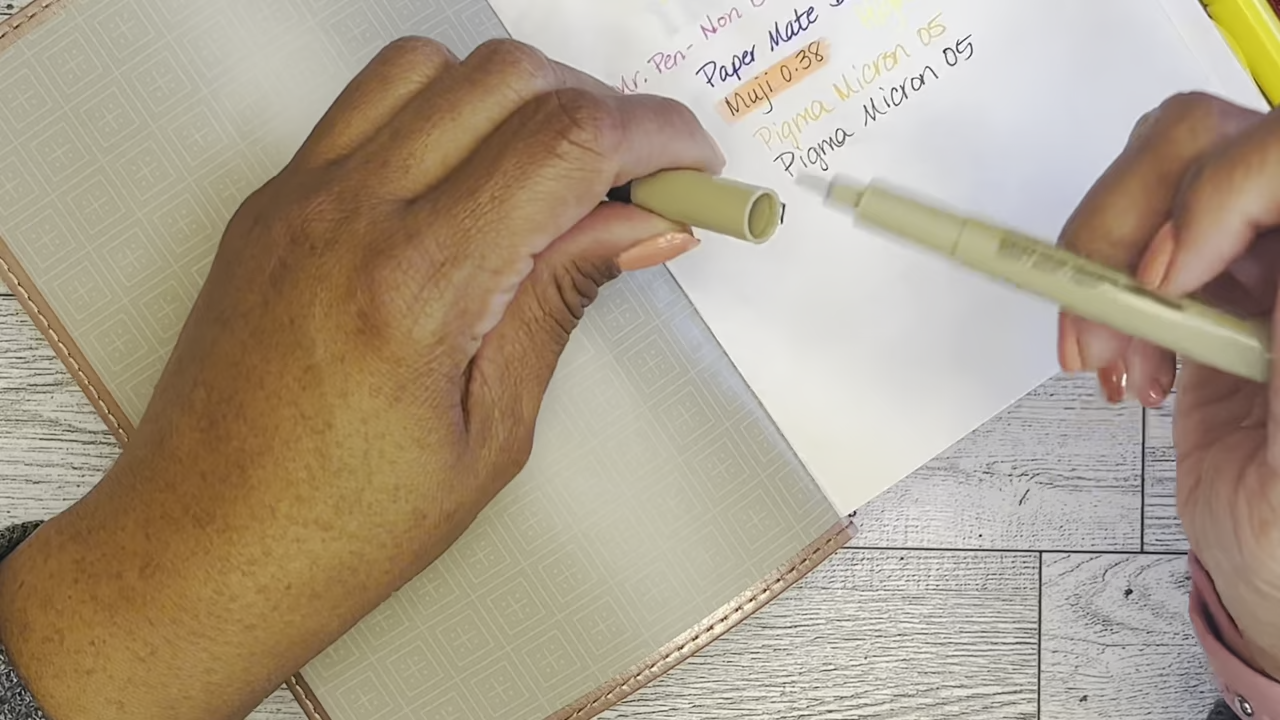 Mr. Pen- Non
Paper Mate
Muji 0.38
Pigma Micron 05
Pigma Micron 05